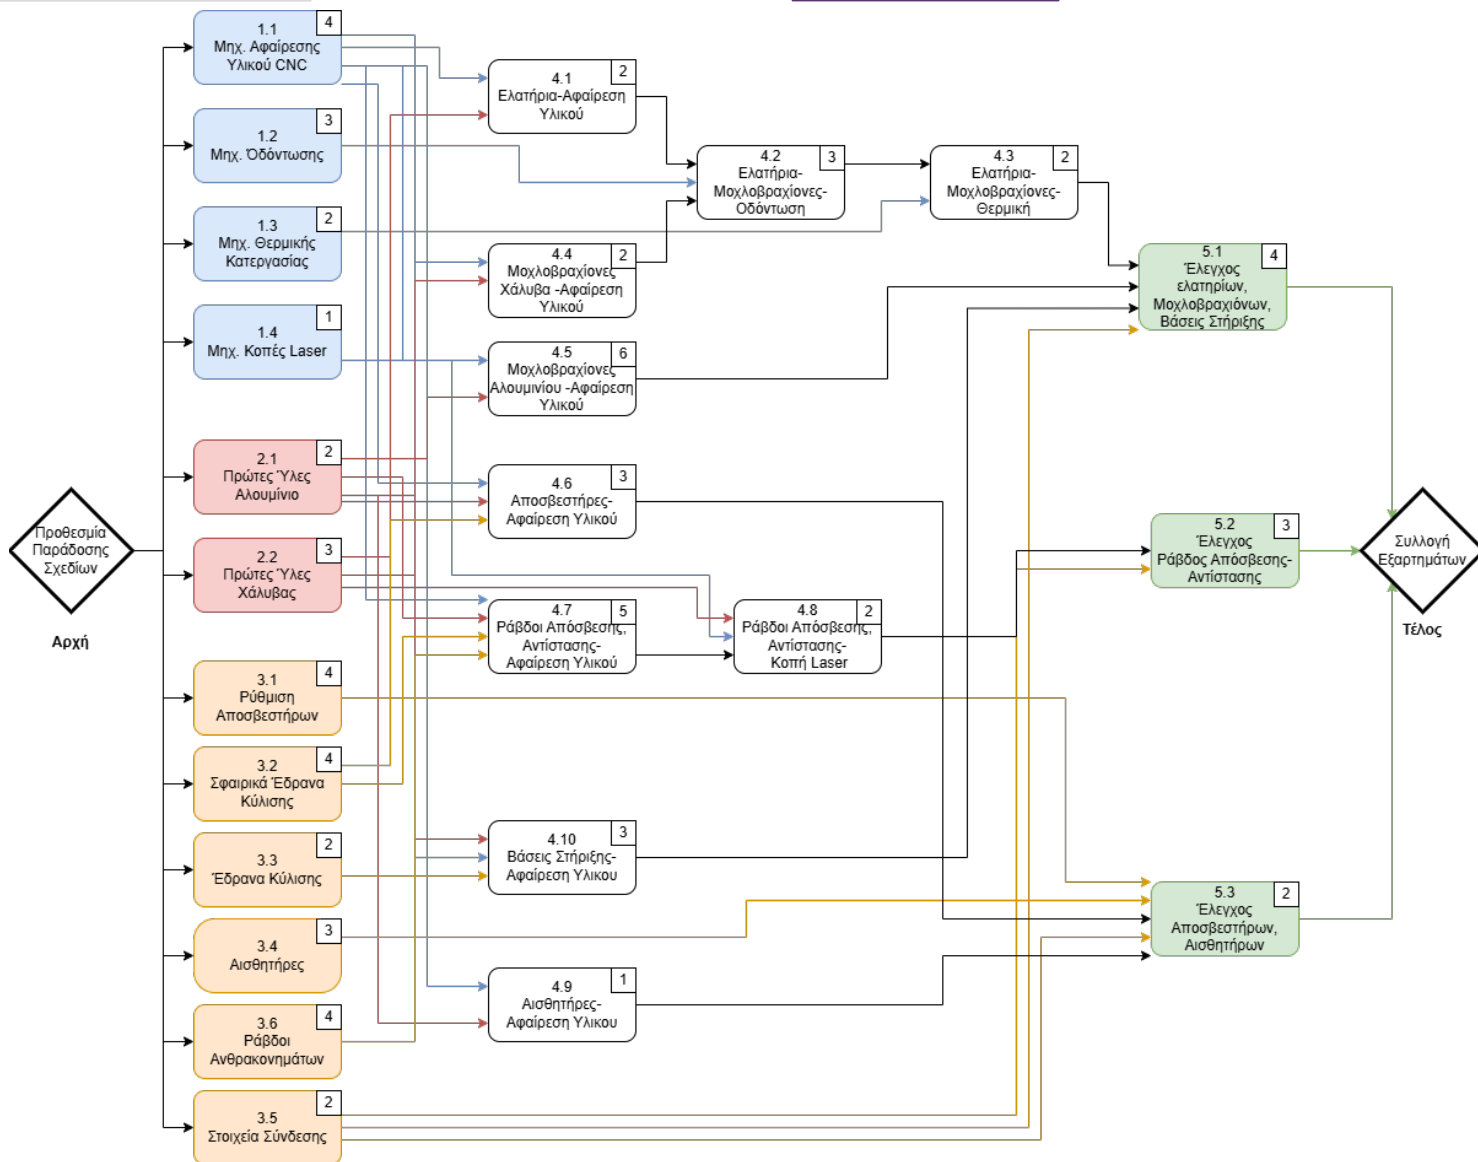 Προθεσμία
Παράδοσης
Σχεδίων
Αρχή
4
1.1
Μηχ. Αφαίρεσης
Υλικού CNC
3
1.2
Μηχ. Όδόντωσης
2
1.3
Μηχ. Θερμικής
Κατεργασίας
1
1.4
Μηχ. Κοπές Laser
2
2.1
Πρώτες Ύλες
Αλουμίνιο
3
2.2
Πρώτες Ύλες
Χάλυβας
4
3.1
Ρύθμιση
Αποσβεστήρων
4
3.2
Σφαιρικά Έδρανα
Κύλισης
2
3.3
Έδρανα Κύλισης
3
3.4
Αισθητήρες
4
3.6
Ράβδοι
Ανθρακονημάτων
2
3.5
Στοιχεία Σύνδεσης
2
4.1
Ελατήρια-Αφαίρεση
Υλικού
3
4.2
Ελατήρια-
Μοχλοβραχίονες-
Οδόντωση
2
4.3
Ελατήρια-
Μοχλοβραχίονες-
Θερμική
2
4.4
Μοχλοβραχίονες
Χάλυβα -Αφαίρεση
Υλικού
6
4.5
Μοχλοβραχίονες
Αλουμινίου -Αφαίρεση
Υλικού
3
4.6
Αποσβεστήρες-
Αφαίρεση Υλικού
5
4.7
Ράβδοι Απόσβεσης,
Αντίστασης-
Αφαίρεση Υλικού
2
4.8
Ράβδοι Απόσβεσης,
Αντίστασης-
Κοπή Laser
3
4.10
Βάσεις Στήριξης-
Αφαίρεση Υλικου
1
4.9
Αισθητήρες-
Αφαίρεση Υλικου
4
5.1
Έλεγχος
ελατηρίων,
Μοχλοβραχιόνων,
Βάσεις Στήριξης
3
5.2
Έλεγχος
Ράβδος Απόσβεσης-
Αντίστασης
2
5.3
Έλεγχος
Αποσβεστήρων,
Αισθητήρων
Συλλογή
Εξαρτημάτων
Τέλος